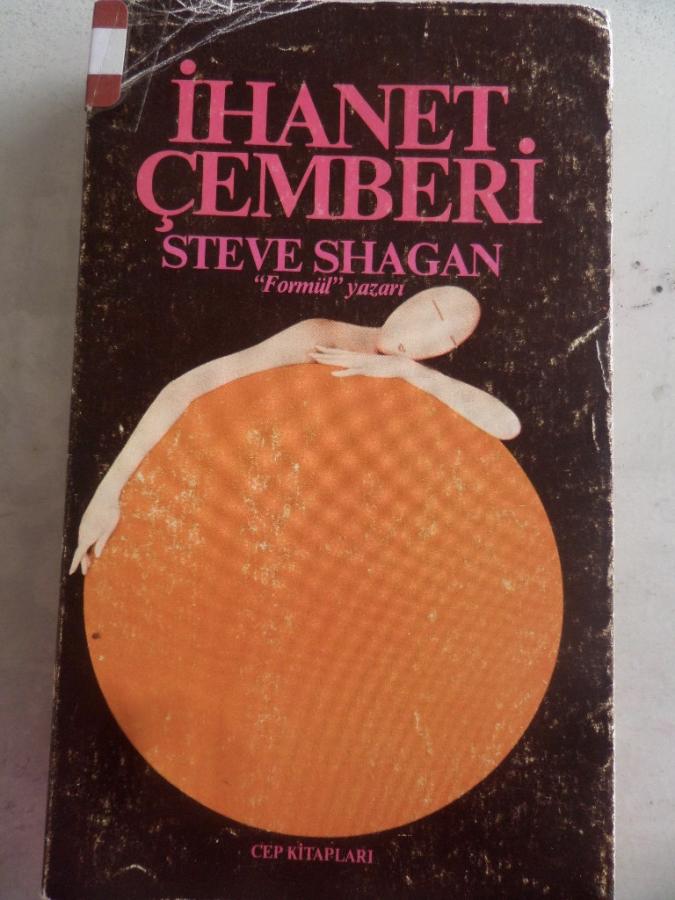 İHANET
ÇEMBERİ
STEVE SHAGAN
“Formül” yazarı
CEP KİTAPLARI